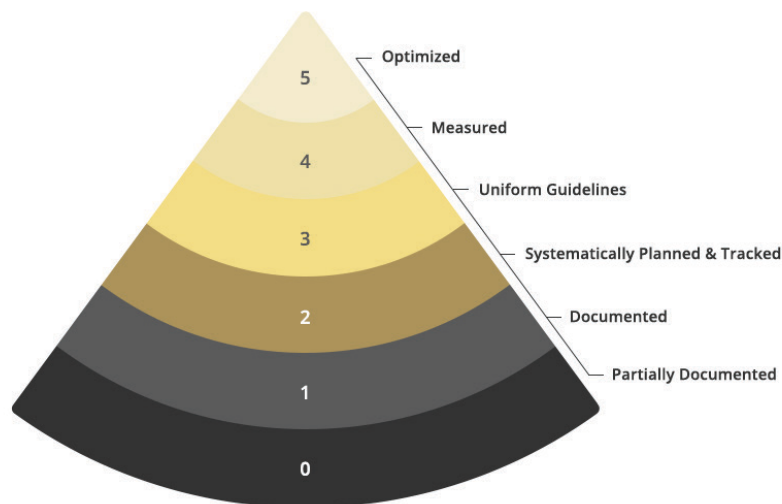 5
Optimized
4
Measured
3
Uniform Guidelines
2
Systematically Planned & Tracked
1
Documented
0
Partially Documented